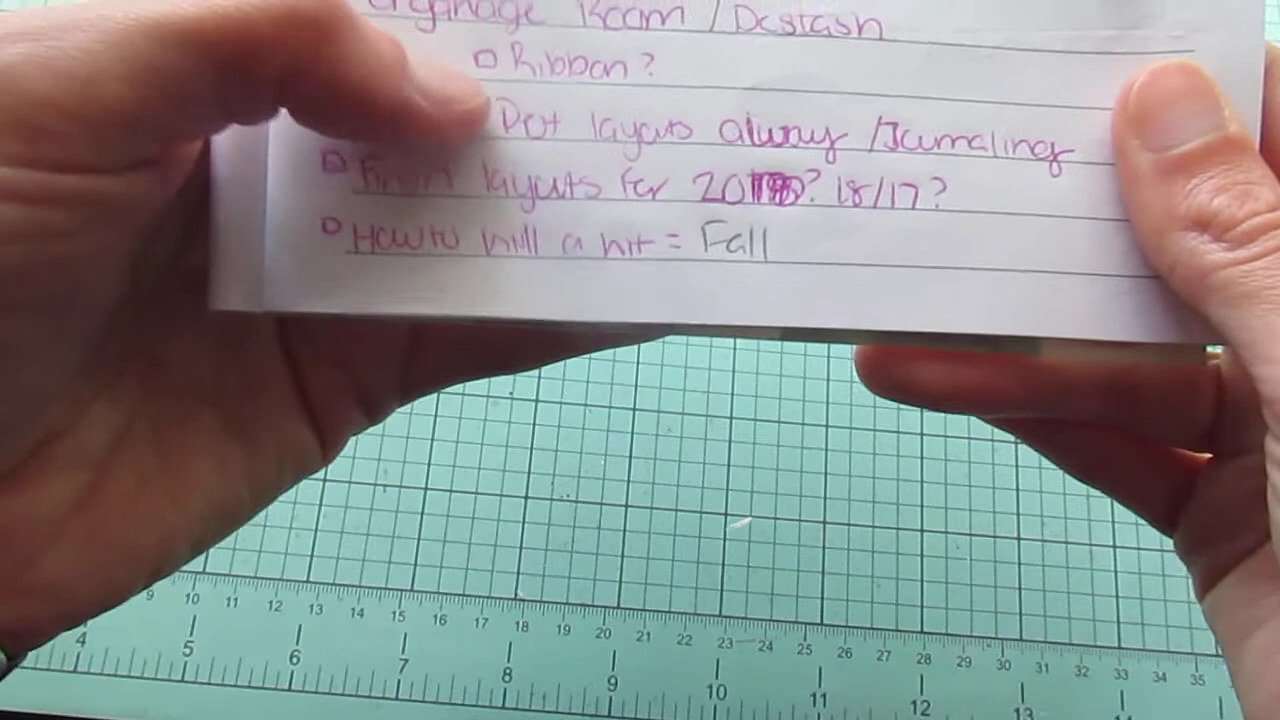 Room / Destash
Ribbon?
Put layouts away / Journaling
Finish layouts for 20 ? 18/17?
How to kill a kit = Fall
9 10 11 12 13 14 15 16 17 18 19 20 21 22 23 24 25 26 27 28 29 30 31 32 33 34 35
4 5 6 7 8 9 10 11 12 13